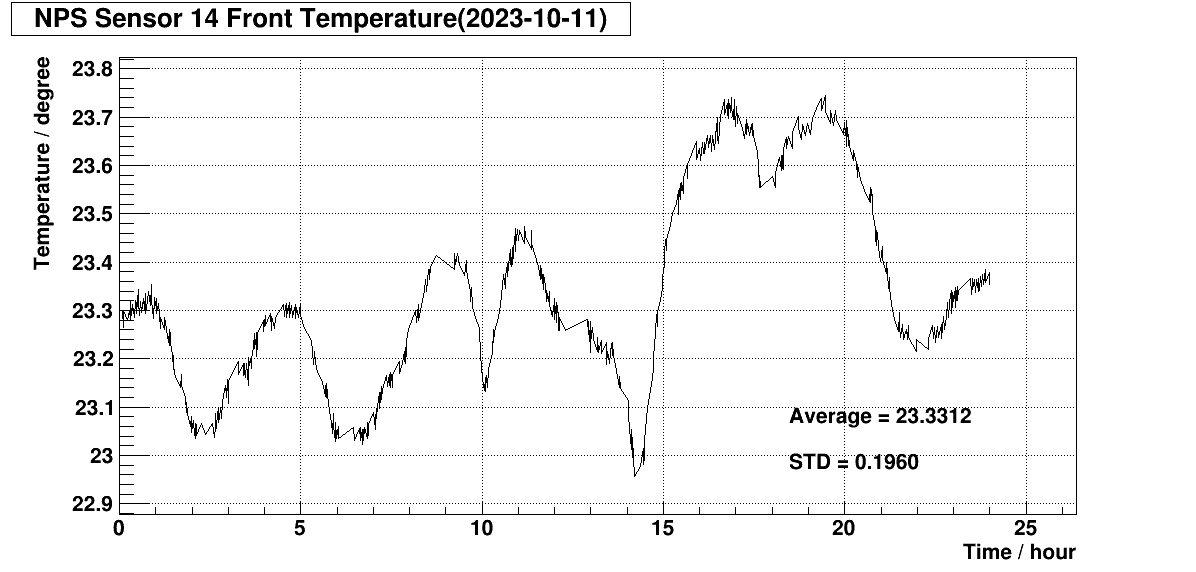 NPS Sensor 14 Front Temperature(2023-10-11)
Temperature / degree
23.8
23.7
23.6
23.5
23.4
23.3
23.2
23.1
23
22.9
Average = 23.3312
STD = 0.1960
0 5 10 15 20 25
Time / hour